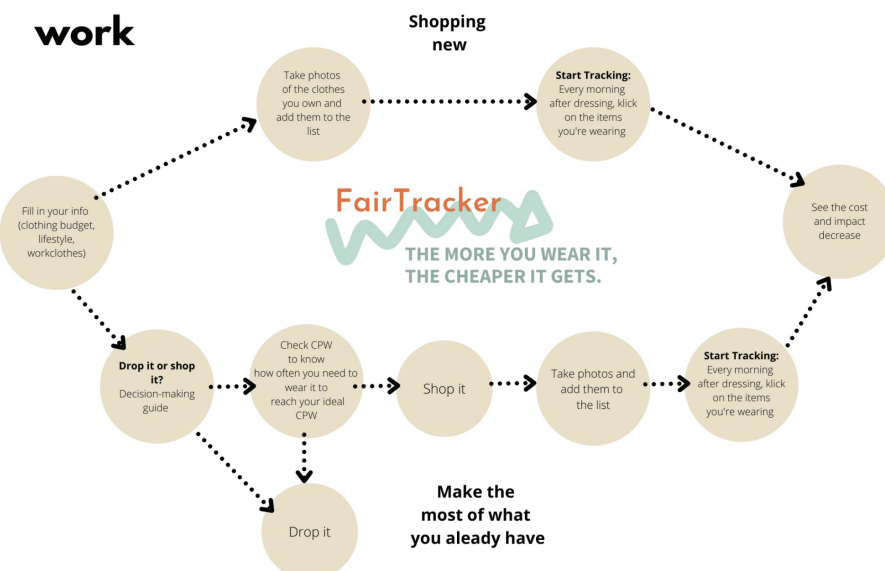 work
Shopping
new
Take photos
of the clothes
you own and
add them to the
list
Start Tracking:
Every morning
after dressing, klick
on the items
you're wearing
Fill in your info
(clothing budget,
lifestyle,
workclothes)
See the cost
and impact
decrease
FairTracker
THE MORE YOU WEAR IT,
THE CHEAPER IT GETS.
Drop it or shop
it?
Decision-making
guide
Check CPW
to know
how often you need to
wear it to
reach your ideal
CPW
Shop it
Take photos and
add them to
the list
Start Tracking:
Every morning
after dressing, klick
on the items
you're wearing
Drop it
Make the
most of what
you aleady have